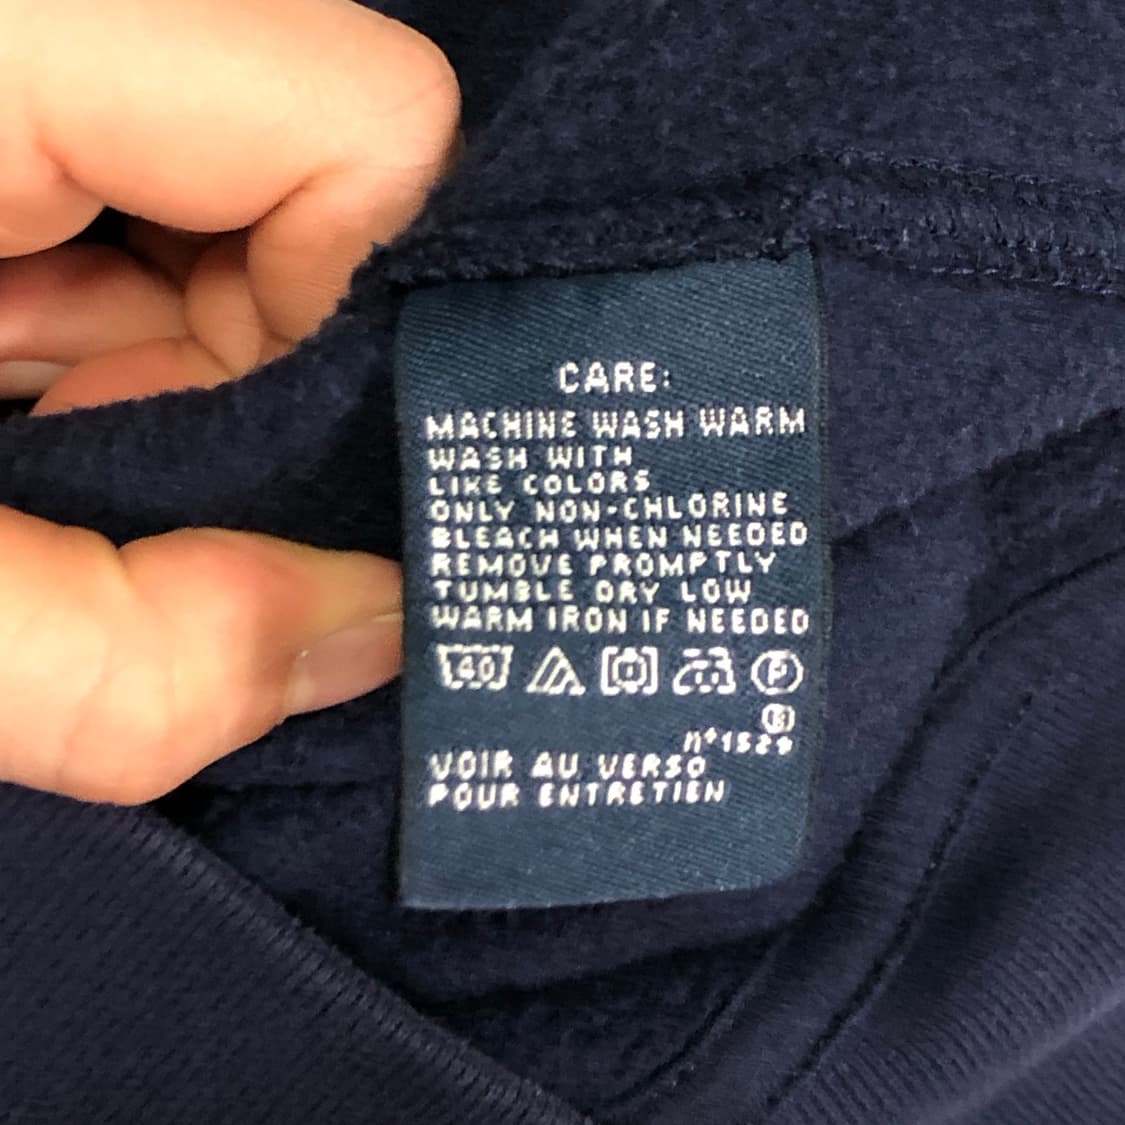 CARE:
MACHINE WASH WARM
WASH WITH
LIKE COLORS
ONLY NON-CHLORINE
BLEACH WHEN NEEDED
REMOVE PROMPTLY
TUMBLE DRY LOW
WARM IRON IF NEEDED
40 P
n°1529
VOIR AU VERSO
POUR ENTRETIEN